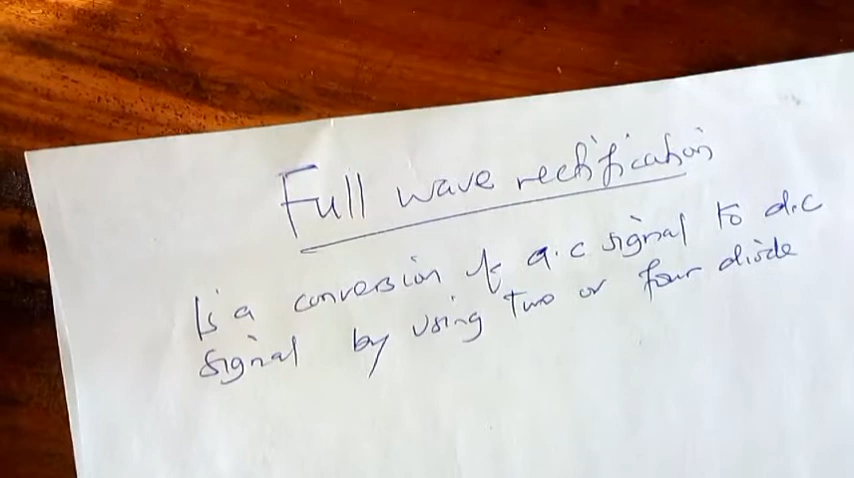 Full wave rectification
Is a conversion of a.c signal to d.c
signal by using two or four diode